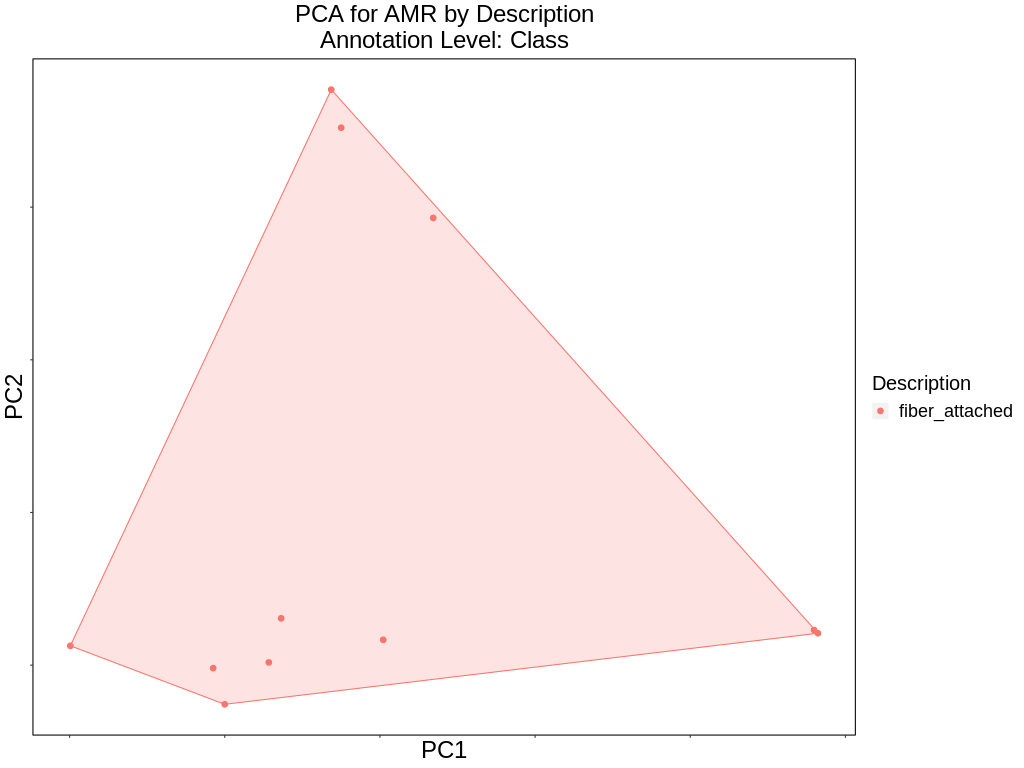 PCA for AMR by Description
Annotation Level: Class
PC2
PC1
Description
fiber_attached